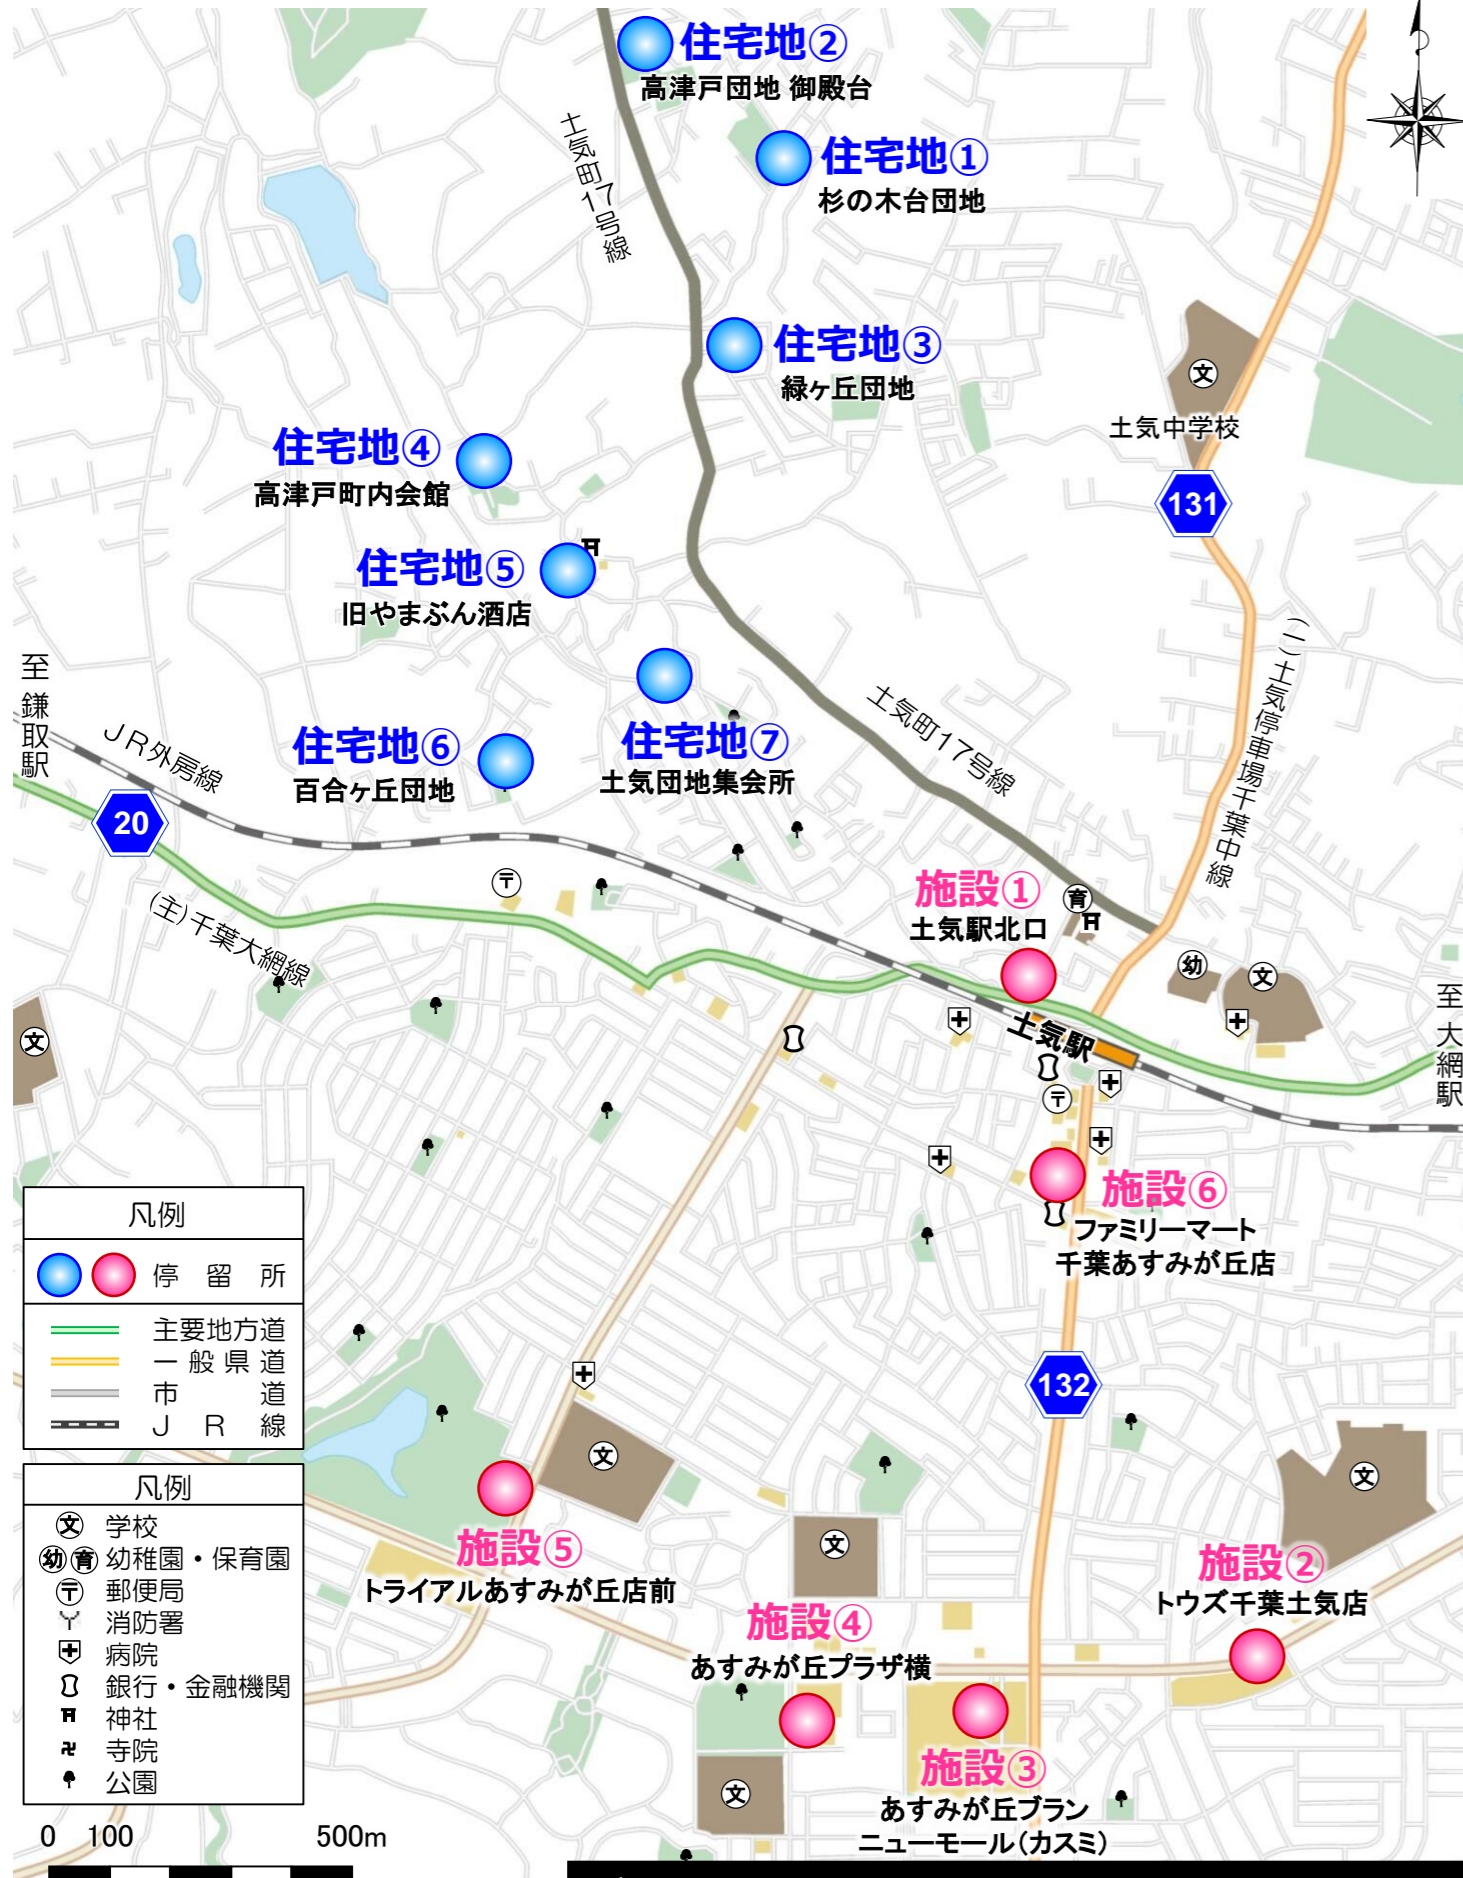 住宅地②
高津戸団地 御殿台
住宅地①
杉の木台団地
土気町17号線
住宅地③
緑ヶ丘団地
文
土気中学校
住宅地④
高津戸町内会館
131
住宅地⑤
旧やまぶん酒店
(一)土気停車場千葉中線
至 鎌取駅
JR外房線
住宅地⑥
百合ヶ丘団地
住宅地⑦
土気団地集会所
土気町17号線
20
(主)千葉大網線
〒
施設①
土気駅北口
育
幼
文
文
至 大網駅
土気駅
〒
施設⑥
ファミリーマート
千葉あすみが丘店
132
凡例
停留所
主要地方道
一般県道
市道
JR線
文
文
文
施設⑤
トライアルあすみが丘店前
施設②
トウズ千葉土気店
施設④
あすみが丘プラザ横
施設③
あすみが丘ブラン
ニューモール(カスミ)
文
凡例
文 学校
幼 育 幼稚園・保育園
〒 郵便局
消防署
病院
銀行・金融機関
神社
寺院
公園
0 100 500m